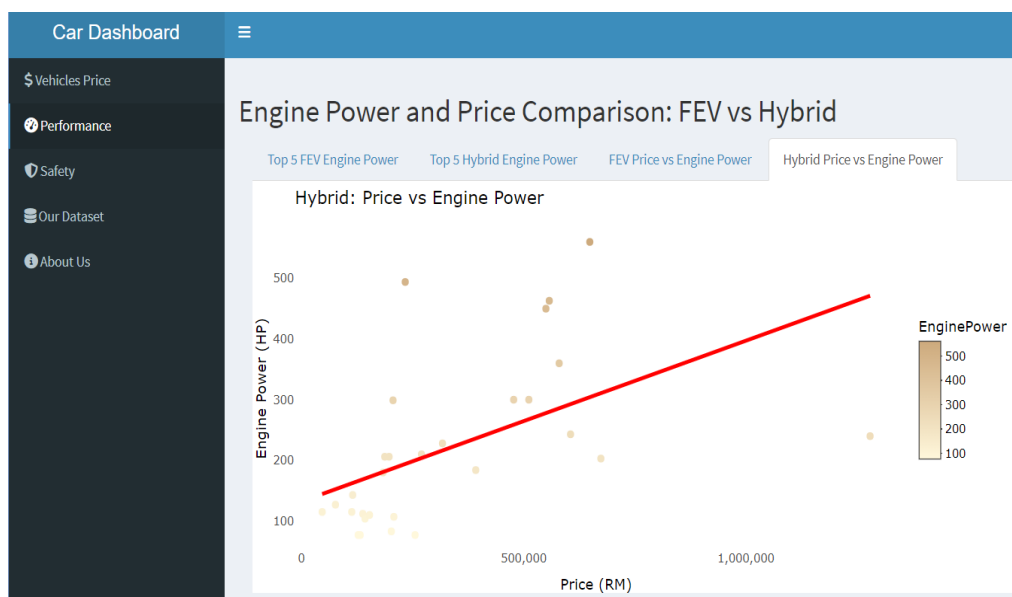 Car Dashboard
Vehicles Price
Performance
Safety
Our Dataset
About Us
Engine Power and Price Comparison: FEV vs Hybrid
Top 5 FEV Engine Power Top 5 Hybrid Engine Power FEV Price vs Engine Power Hybrid Price vs Engine Power
Hybrid: Price vs Engine Power
Engine Power (HP)
500
400
300
200
100
0 500,000 1,000,000
Price (RM)
EnginePower
500
400
300
200
100